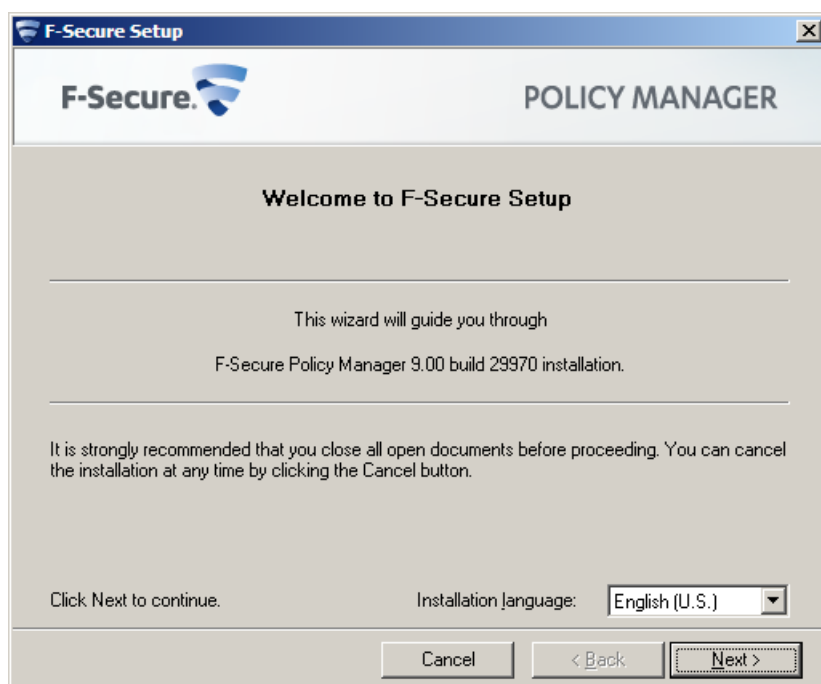 F-Secure Setup
F-Secure.
POLICY MANAGER
Welcome to F-Secure Setup
This wizard will guide you through
F-Secure Policy Manager 9.00 build 29970 installation.
It is strongly recommended that you close all open documents before proceeding. You can cancel
the installation at any time by clicking the Cancel button.
Click Next to continue.
Installation language:
English (U.S.)
Cancel
< Back
Next >